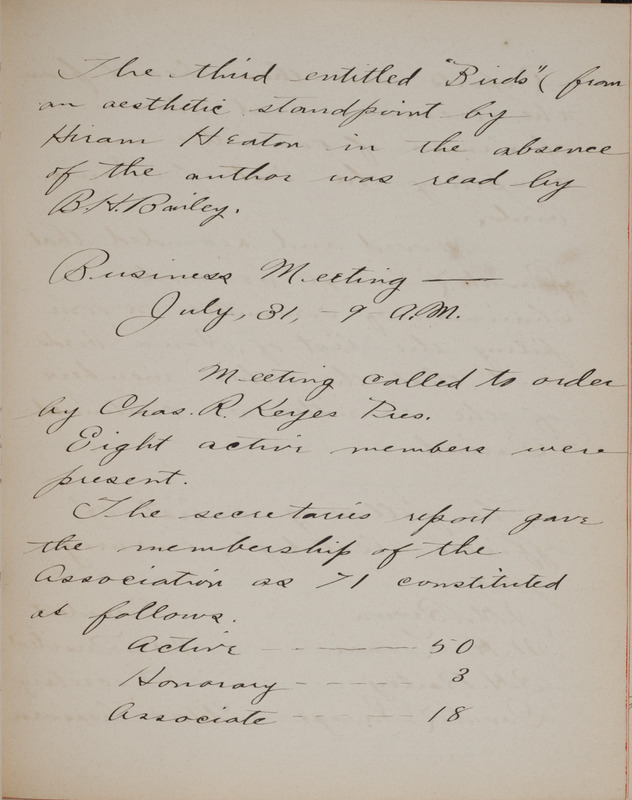 The third entitled "Birds" (from
an aesthetic standpoint by
Hiram Heaton in the absence
of the author was read by
B.H. Bailey.
Business Meeting —
July, 31, - 9 A.M.
Meeting called to order
by Chas. R. Keyes Pres.
Eight active members were
present.
The secretaries report gave
the membership of the
Association as 71 constituted
as follows.
Active - — — 50
Honorary - - — - 3
Associate - - — 18